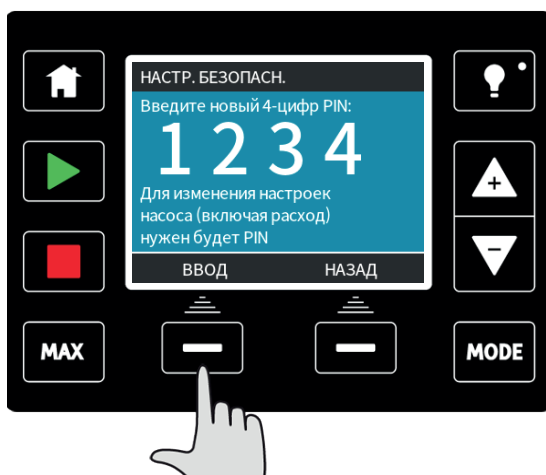 НАСТР. БЕЗОПАСН.
Введите новый 4-цифр PIN:
1 2 3 4
Для изменения настроек
насоса (включая расход)
нужен будет PIN
ВВОД НАЗАД
MAX
MODE